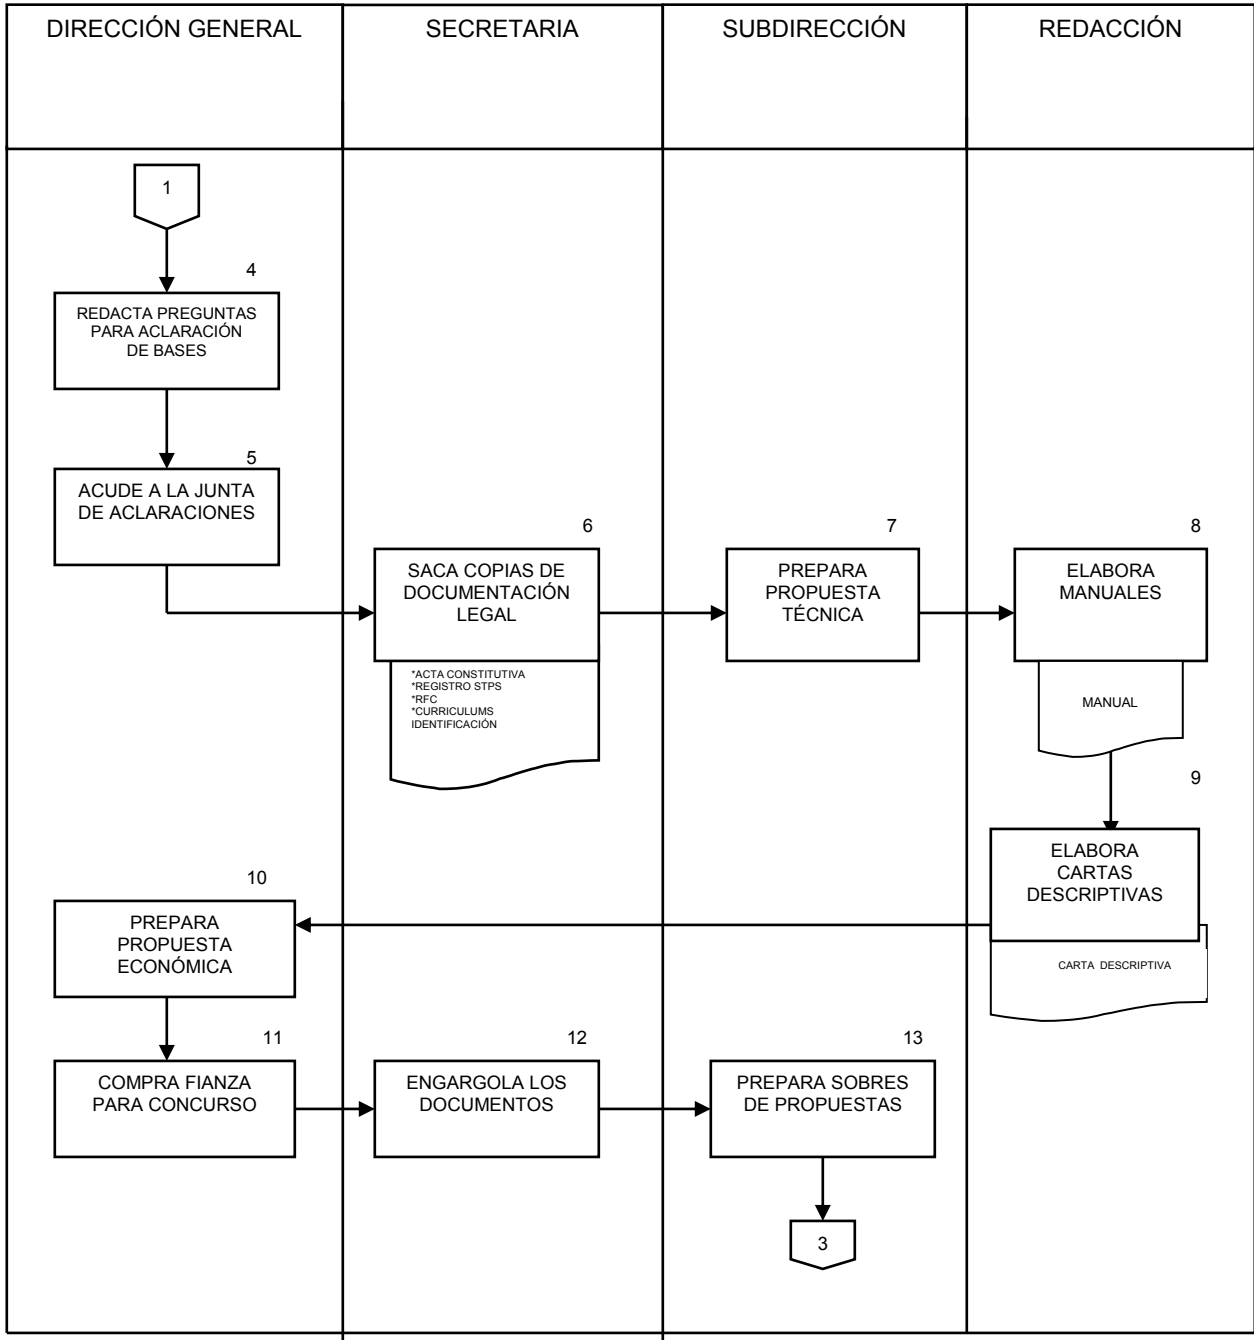 DIRECCIÓN GENERAL
SECRETARIA
SUBDIRECCIÓN
REDACCIÓN
1
4
REDACTA PREGUNTAS
PARA ACLARACIÓN
DE BASES
5
ACUDE A LA JUNTA
DE ACLARACIONES
6
SACA COPIAS DE
DOCUMENTACIÓN
LEGAL
*ACTA CONSTITUTIVA
*REGISTRO STPS
*RFC
*CURRICULUMS
IDENTIFICACIÓN
7
PREPARA
PROPUESTA
TÉCNICA
8
ELABORA
MANUALES
MANUAL
9
ELABORA
CARTAS
DESCRIPTIVAS
CARTA DESCRIPTIVA
10
PREPARA
PROPUESTA
ECONÓMICA
11
COMPRA FIANZA
PARA CONCURSO
12
ENGARGOLA LOS
DOCUMENTOS
13
PREPARA SOBRES
DE PROPUESTAS
3